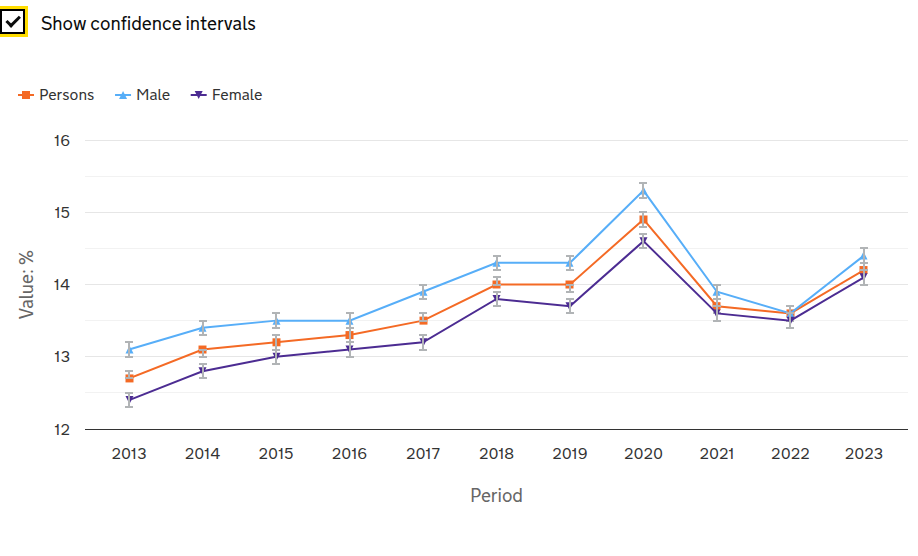 Show confidence intervals
Persons Male Female
16
15
14
13
12
Value: %
2013 2014 2015 2016 2017 2018 2019 2020 2021 2022 2023
Period